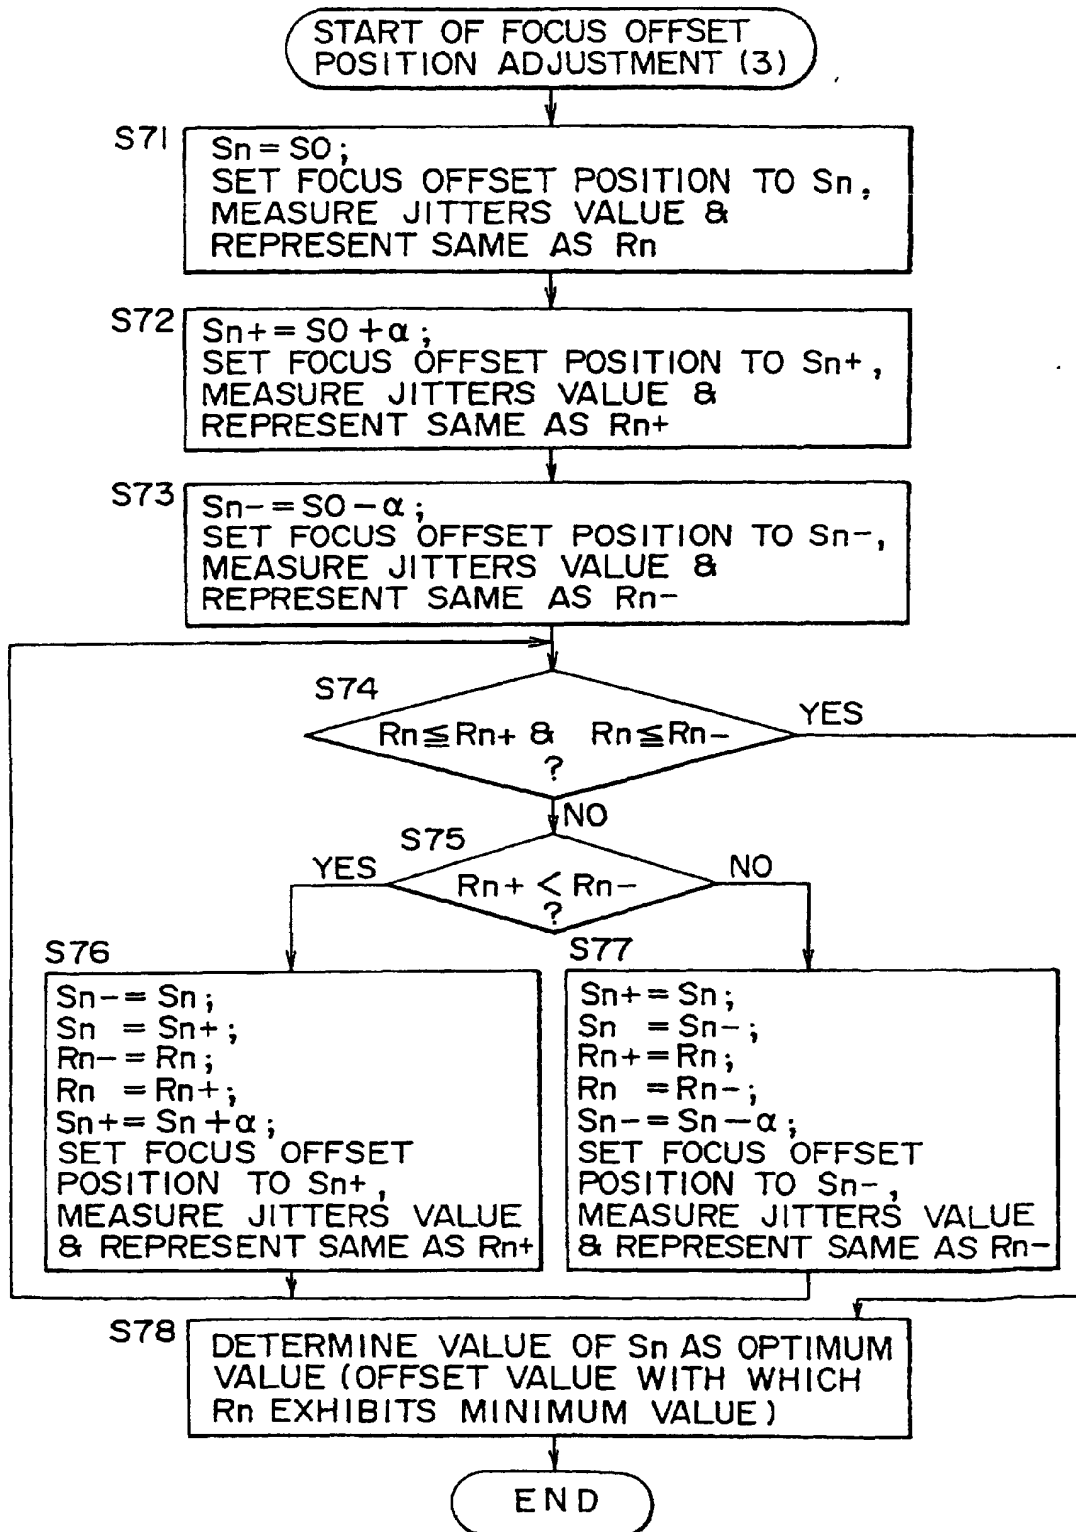 START OF FOCUS OFFSET
POSITION ADJUSTMENT (3)
S71
Sn = S0;
SET FOCUS OFFSET POSITION TO Sn,
MEASURE JITTERS VALUE &
REPRESENT SAME AS Rn
S72
Sn+ = S0 + α;
SET FOCUS OFFSET POSITION TO Sn+,
MEASURE JITTERS VALUE &
REPRESENT SAME AS Rn+
S73
Sn- = S0 - α;
SET FOCUS OFFSET POSITION TO Sn-,
MEASURE JITTERS VALUE &
REPRESENT SAME AS Rn-
S74
Rn ≦ Rn+ & Rn ≦ Rn-
?
YES
NO
S75
Rn+ < Rn-
?
YES
NO
S76
Sn- = Sn;
Sn = Sn+;
Rn- = Rn;
Rn = Rn+;
Sn+ = Sn + α;
SET FOCUS OFFSET
POSITION TO Sn+,
MEASURE JITTERS VALUE
& REPRESENT SAME AS Rn+
S77
Sn+ = Sn;
Sn = Sn-;
Rn+ = Rn;
Rn = Rn-;
Sn- = Sn - α;
SET FOCUS OFFSET
POSITION TO Sn-,
MEASURE JITTERS VALUE
& REPRESENT SAME AS Rn-
S78
DETERMINE VALUE OF Sn AS OPTIMUM
VALUE (OFFSET VALUE WITH WHICH
Rn EXHIBITS MINIMUM VALUE)
END